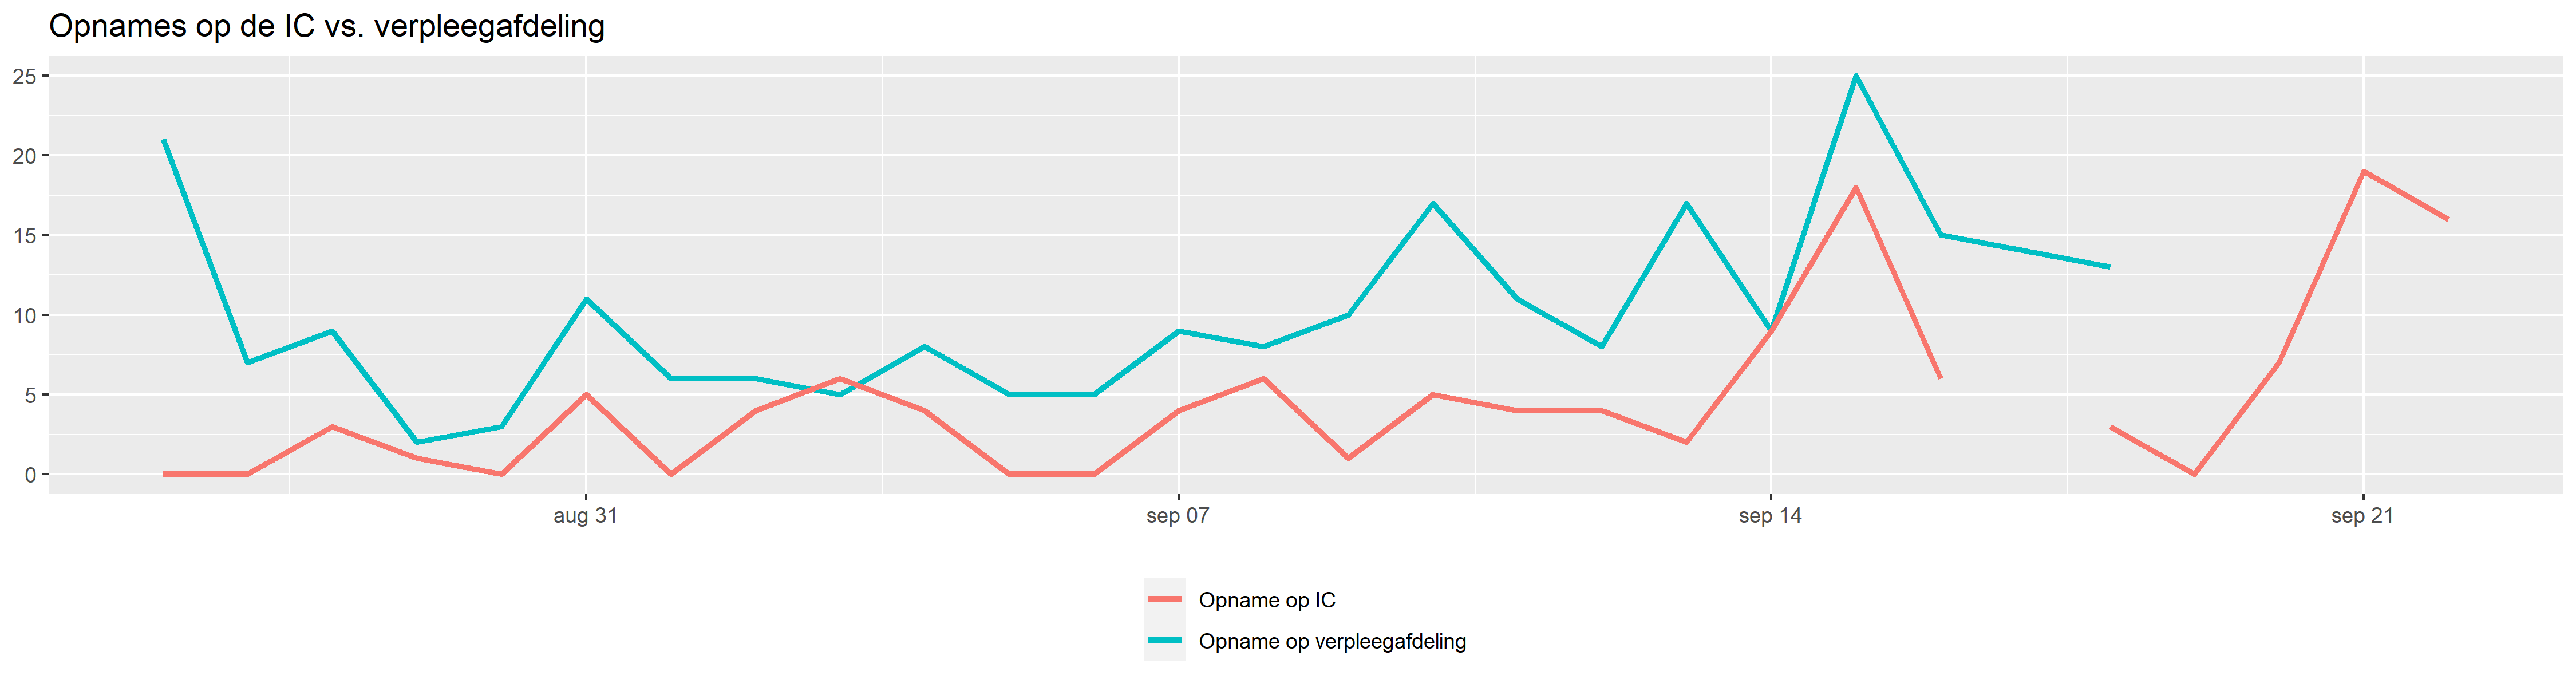 Opnames op de IC vs. verpleegafdeling
25
20
15
10
5
0
aug 31 sep 07 sep 14 sep 21
Opname op IC
Opname op verpleegafdeling